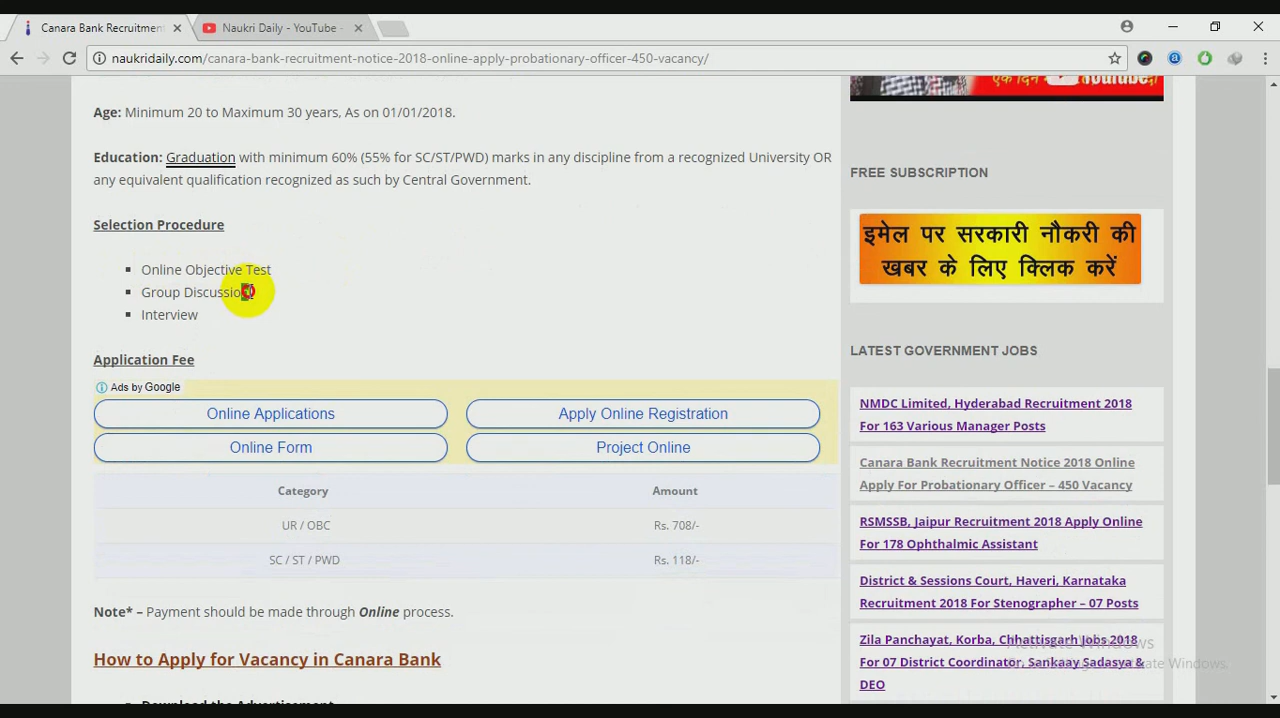 Canara Bank Recruitment
Naukri Daily - YouTube -
naukridaily.com/canara-bank-recruitment-notice-2018-online-apply-probationary-officer-450-vacancy/
एक दिन YouTube
Age: Minimum 20 to Maximum 30 years, As on 01/01/2018.
Education: Graduation with minimum 60% (55% for SC/ST/PWD) marks in any discipline from a recognized University OR
any equivalent qualification recognized as such by Central Government.
Selection Procedure
▪ Online Objective Test
▪ Group Discussion
▪ Interview
Application Fee
Ads by Google
Online Applications
Apply Online Registration
Online Form
Project Online
Category Amount
UR / OBC Rs. 708/-
SC / ST / PWD Rs. 118/-
Note* – Payment should be made through Online process.
How to Apply for Vacancy in Canara Bank
▪ Download the Advertisement
FREE SUBSCRIPTION
इमेल पर सरकारी नौकरी की
खबर के लिए क्लिक करें
LATEST GOVERNMENT JOBS
NMDC Limited, Hyderabad Recruitment 2018
For 163 Various Manager Posts
Canara Bank Recruitment Notice 2018 Online
Apply For Probationary Officer – 450 Vacancy
RSMSSB, Jaipur Recruitment 2018 Apply Online
For 178 Ophthalmic Assistant
District & Sessions Court, Haveri, Karnataka
Recruitment 2018 For Stenographer – 07 Posts
Zila Panchayat, Korba, Chhattisgarh Jobs 2018
For 07 District Coordinator, Sankay Sadasya &
DEO
Activate Windows